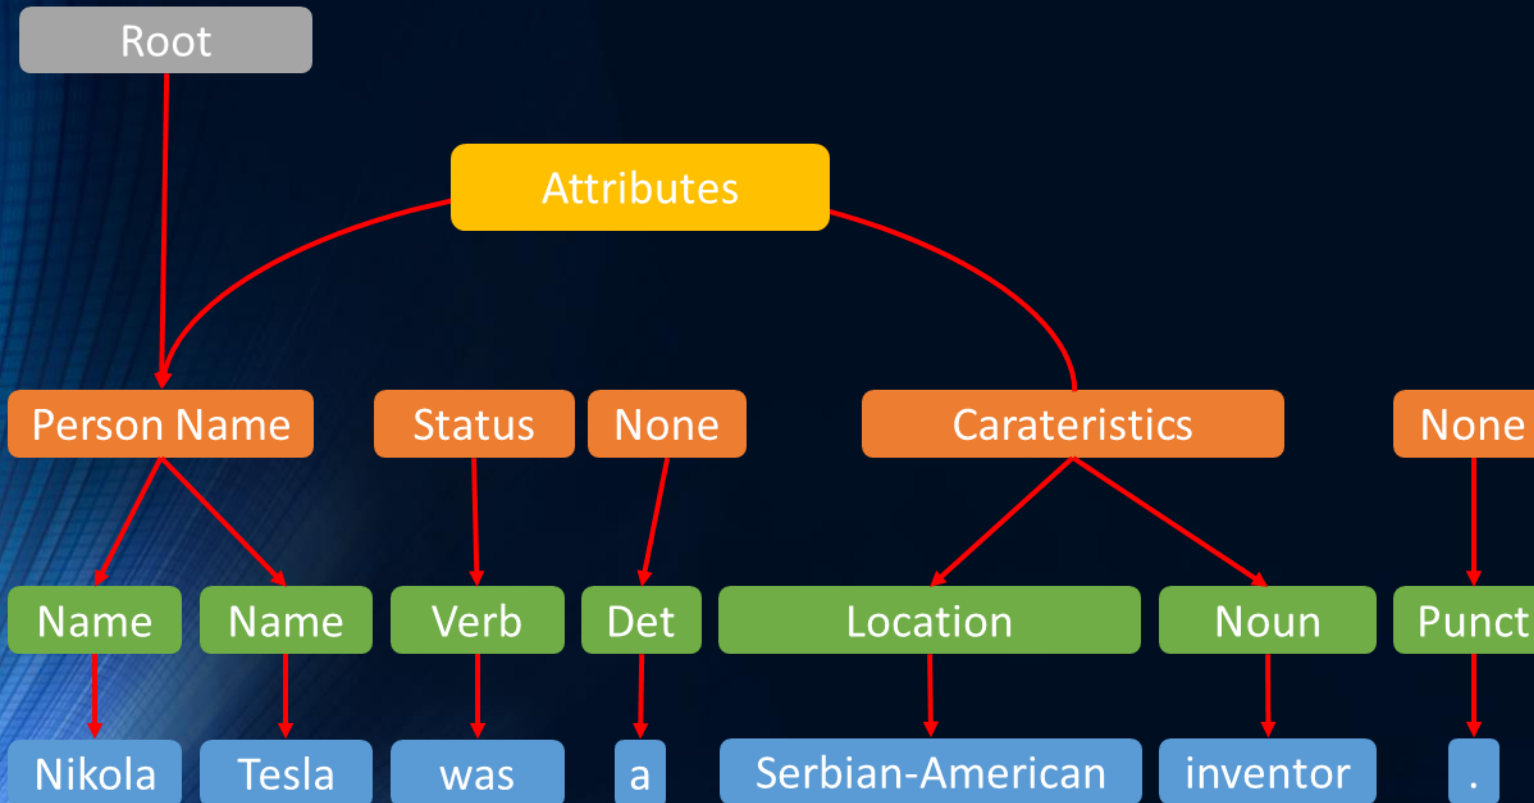 Root
Attributes
Person Name
Status
None
Carateristics
None
Name
Name
Verb
Det
Location
Noun
Punct
Nikola
Tesla
was
a
Serbian-American
inventor
.